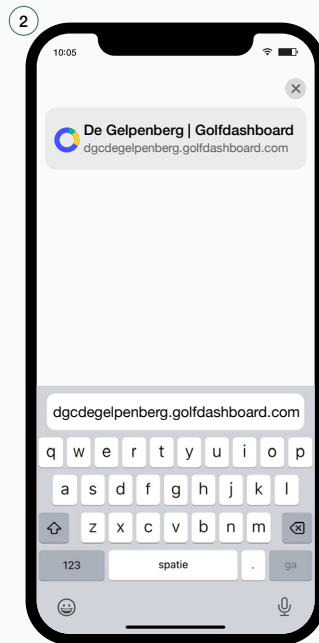 2
10:05
De Gelpenberg | Golfdashboard
dgcdegelpenberg.golfdashboard.com
dgcdegelpenberg.golfdashboard.com
q w e r t y u i o p
a s d f g h j k l
z x c v b n m
123 spatie . ga